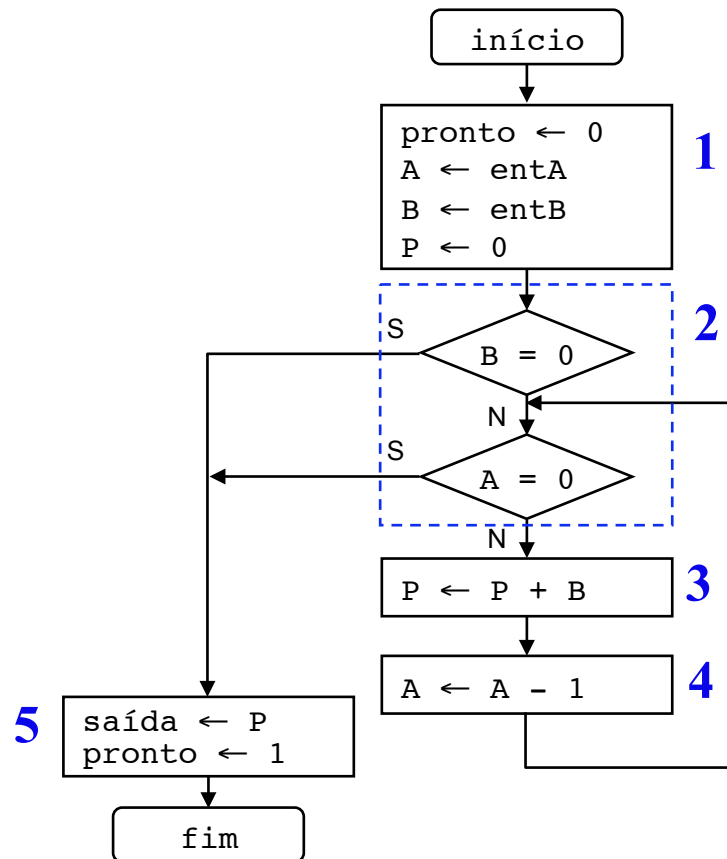 início
pronto ← 0
A ← entA
B ← entB
P ← 0
1
2
S
B = 0
N
S
A = 0
N
P ← P + B
3
A ← A - 1
4
5
saída ← P
pronto ← 1
fim